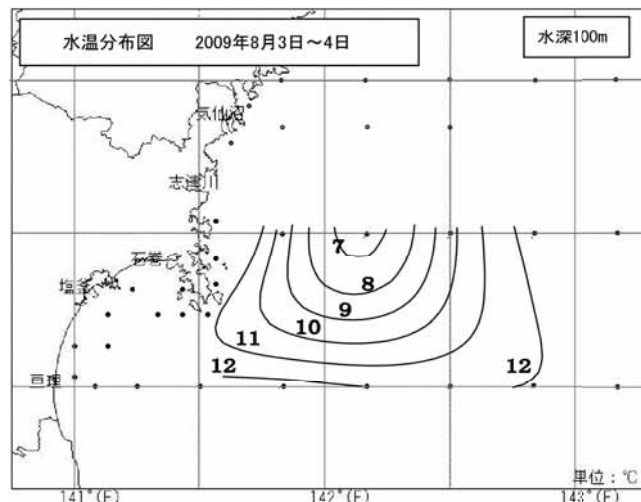 水温分布図 2009年8月3日～4日
水深100m
気仙沼
志津川
石巻
塩釜
亘理
7
8
9
10
11
12
12
単位：℃
141°(E)
142°(E)
143°(E)